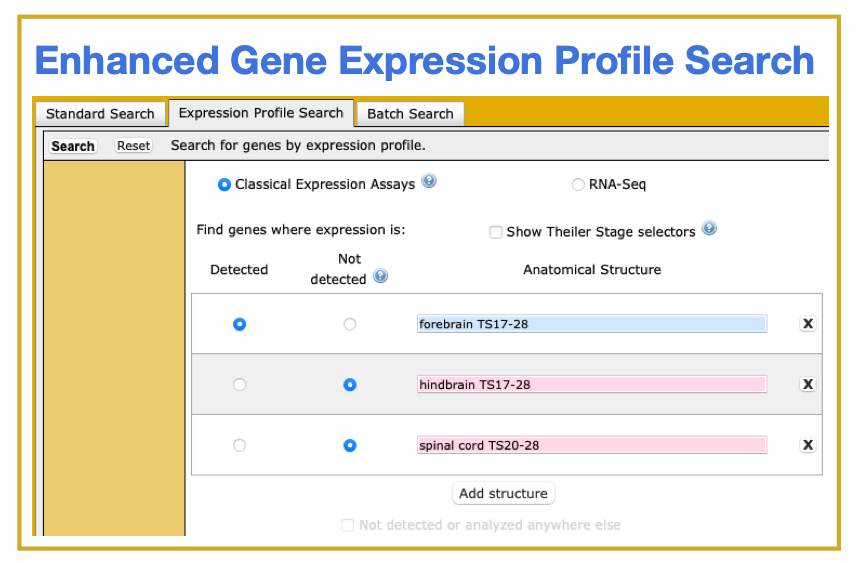 Enhanced Gene Expression Profile Search
Standard Search Expression Profile Search Batch Search
Search Reset Search for genes by expression profile.
Classical Expression Assays ? RNA-Seq
Find genes where expression is: Show Theiler Stage selectors ?
Detected Not detected ? Anatomical Structure
forebrain TS17-28 X
hindbrain TS17-28 X
spinal cord TS20-28 X
Add structure
Not detected or analyzed anywhere else